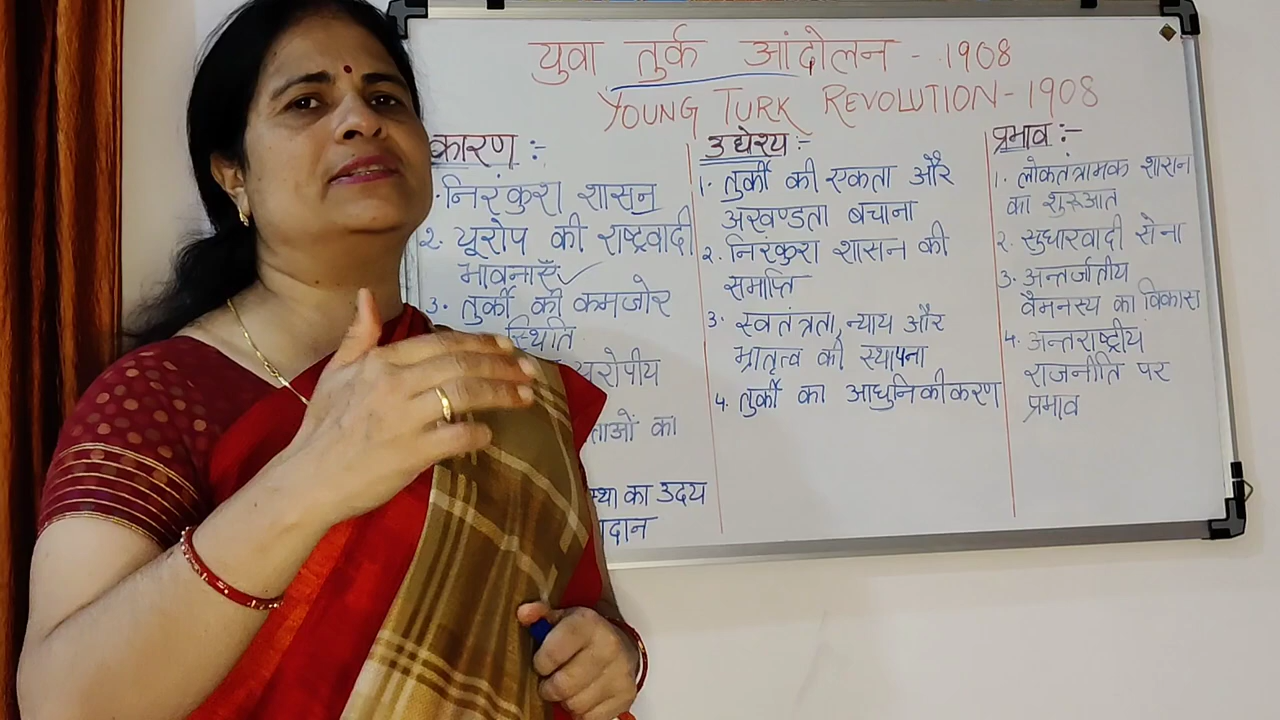 युवा तुर्क आंदोलन - 1908
YOUNG TURK REVOLUTION-1908
कारण :-
निरंकुश शासन
2. यूरोप की राष्ट्रवादी
भावनाएँ
3. तुर्की की कमजोर
स्थिति
यूरोपीय
ताओं का
स्था का उदय
गदान
उद्येश्य :-
1. तुर्की की एकता और
अखण्डता बचाना
2. निरंकुश शासन की
समाप्ति
3. स्वतंत्रता, न्याय और
भ्रातृत्व की स्थापना
4. तुर्की का आधुनिकीकरण
प्रभाव :-
1. लोकतंत्रामक शासन
का शुरूआत
2. सुधारवादी सेना
3. अन्तर्जातीय
वैमनस्य का विकास
4. अन्तराष्ट्रीय
राजनीति पर
प्रभाव